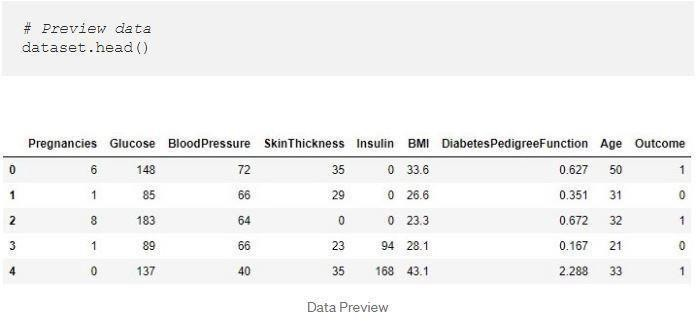 # Preview data
dataset.head()
Pregnancies Glucose BloodPressure SkinThickness Insulin BMI DiabetesPedigreeFunction Age Outcome
0 6 148 72 35 0 33.6 0.627 50 1
1 1 85 66 29 0 26.6 0.351 31 0
2 8 183 64 0 0 23.3 0.672 32 1
3 1 89 66 23 94 28.1 0.167 21 0
4 0 137 40 35 168 43.1 2.288 33 1
Data Preview